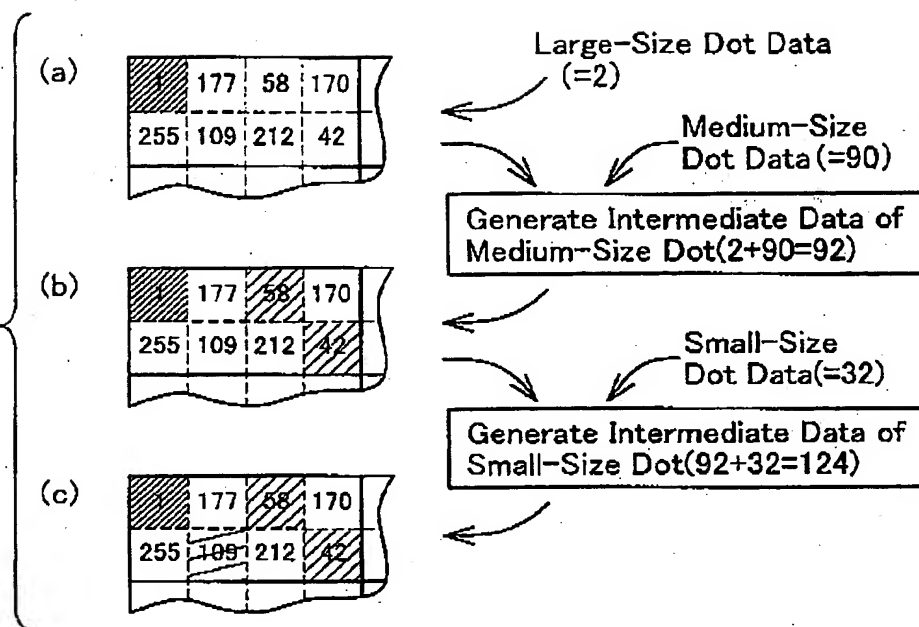 (a)
1 177 58 170
255 109 212 42
Large-Size Dot Data
(=2)
Medium-Size
Dot Data(=90)
Generate Intermediate Data of
Medium-Size Dot(2+90=92)
(b)
1 177 58 170
255 109 212 42
Small-Size
Dot Data(=32)
Generate Intermediate Data of
Small-Size Dot(92+32=124)
(c)
1 177 58 170
255 109 212 42